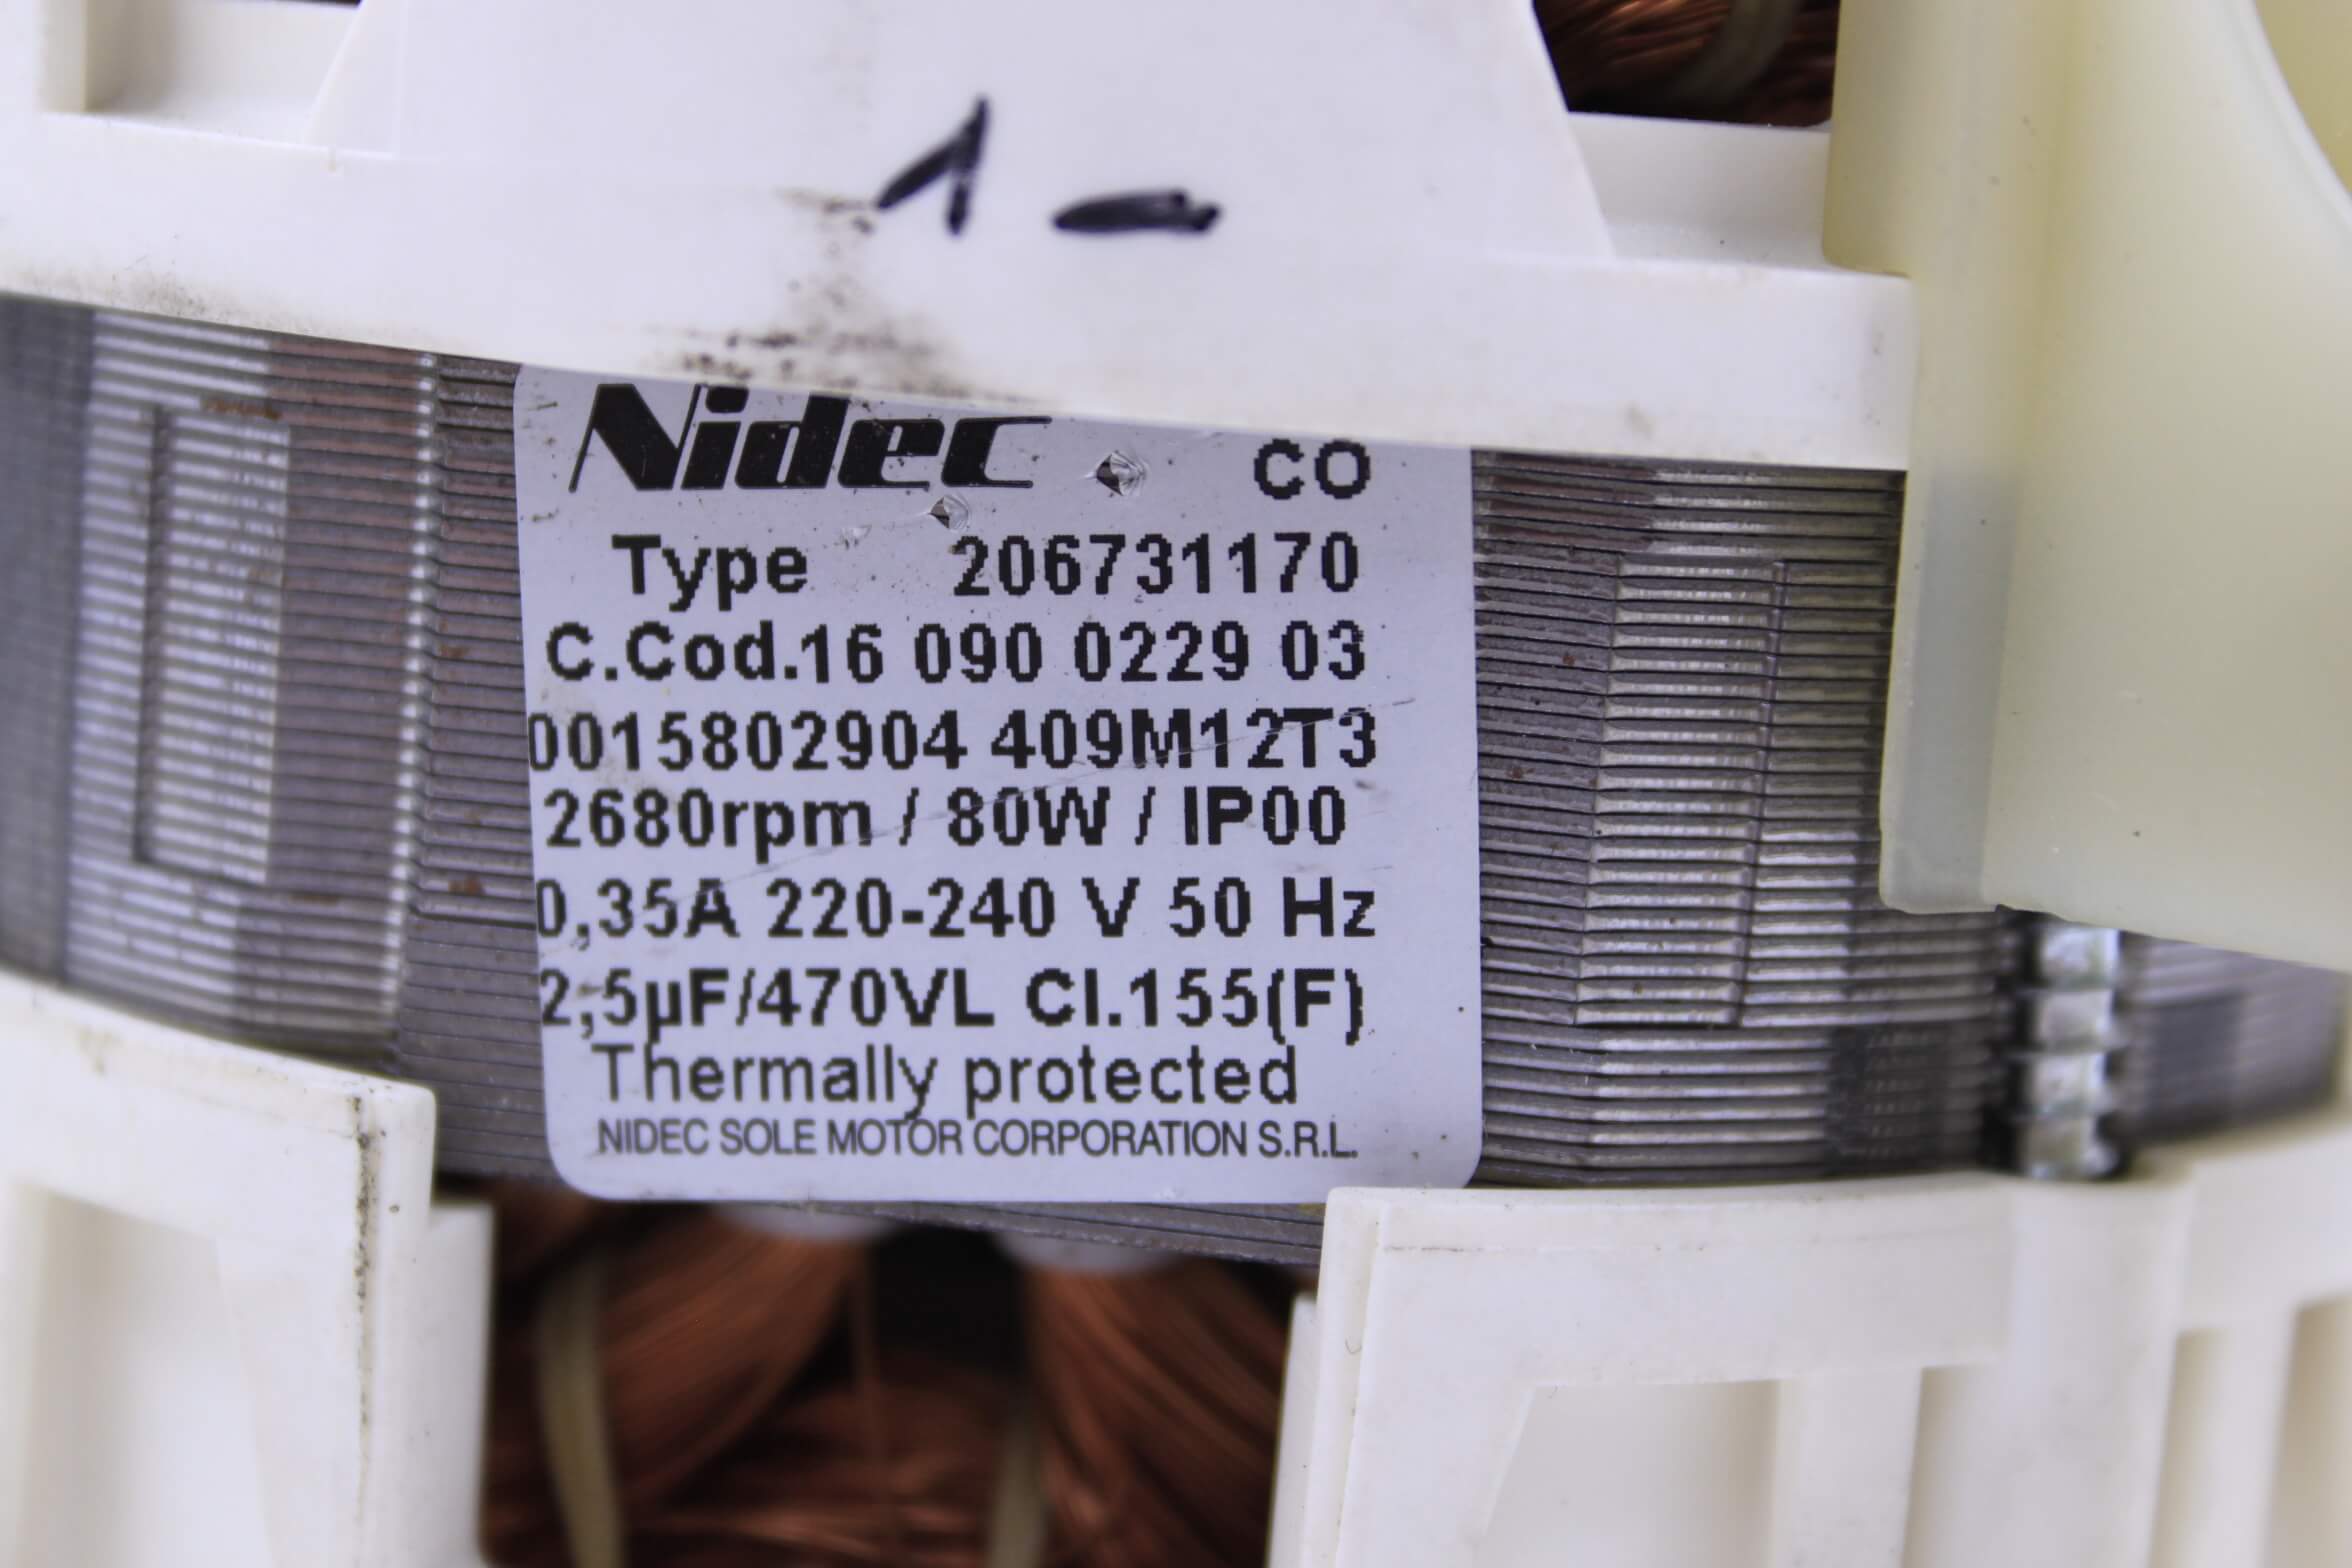 1 -
Nidec CO
Type 206731170
C.Cod.16 090 0229 03
0015802904 409M12T3
2680rpm / 80W / IP00
0,35A 220-240 V 50 Hz
2,5µF/470VL Cl.155(F)
Thermally protected
NIDEC SOLE MOTOR CORPORATION S.R.L.